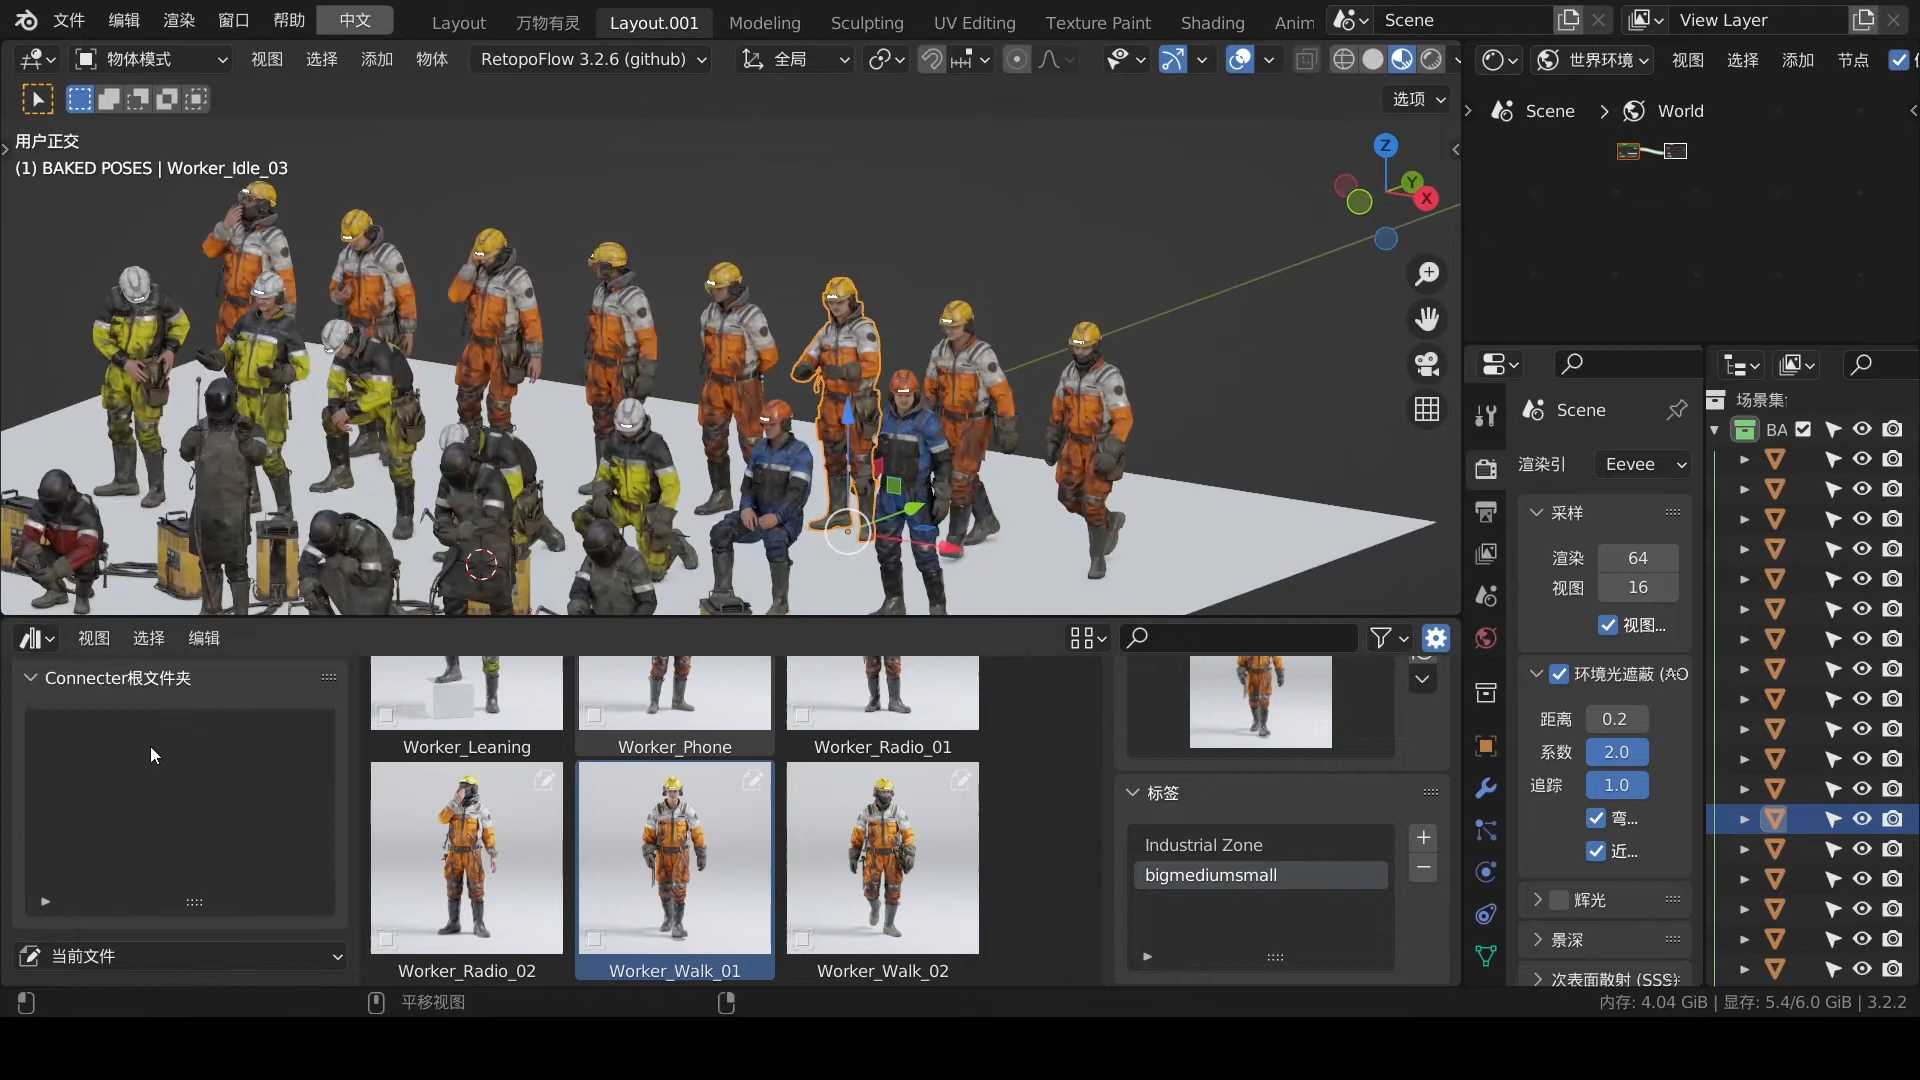 文件 编辑 渲染 窗口 帮助 中文 Layout 万物有灵 Layout.001 Modeling Sculpting UV Editing Texture Paint Shading Anim Scene View Layer
物体模式 视图 选择 添加 物体 RetopoFlow 3.2.6 (github) 全局 世界环境 视图 选择 添加 节点
选项
Scene World
用户正交
(1) BAKED POSES | Worker_Idle_03
Z
Y
X
场景集
Scene
BA
渲染引 Eevee
采样
渲染 64
视图 16
视图...
环境光遮蔽 (AO
距离 0.2
系数 2.0
追踪 1.0
弯...
近...
辉光
景深
次表面散射 (SSS)
视图 选择 编辑
Connecter根文件夹
当前文件
Worker_Leaning Worker_Phone Worker_Radio_01
Worker_Radio_02 Worker_Walk_01 Worker_Walk_02
标签
Industrial Zone
bigmediumsmall
平移视图
内存: 4.04 GiB | 显存: 5.4/6.0 GiB | 3.2.2